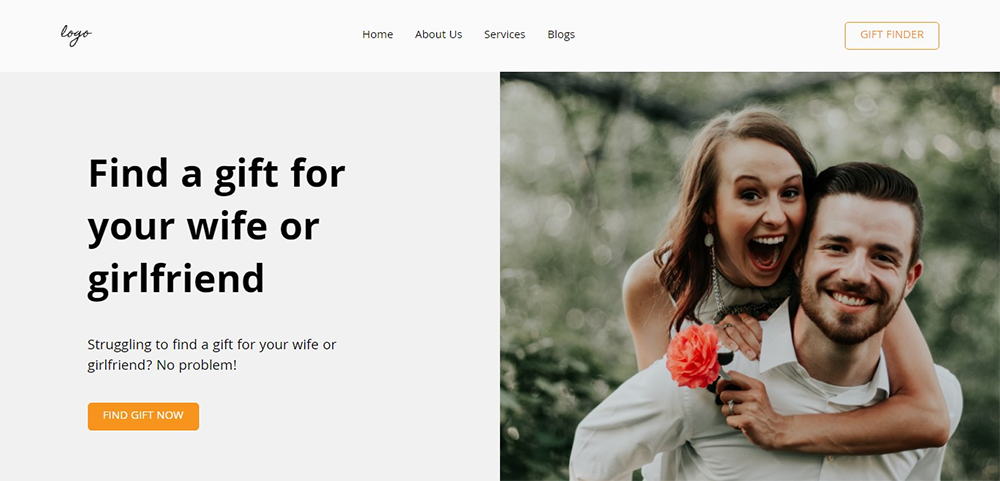 logo
Home About Us Services Blogs
GIFT FINDER
Find a gift for
your wife or
girlfriend
Struggling to find a gift for your wife or
girlfriend? No problem!
FIND GIFT NOW